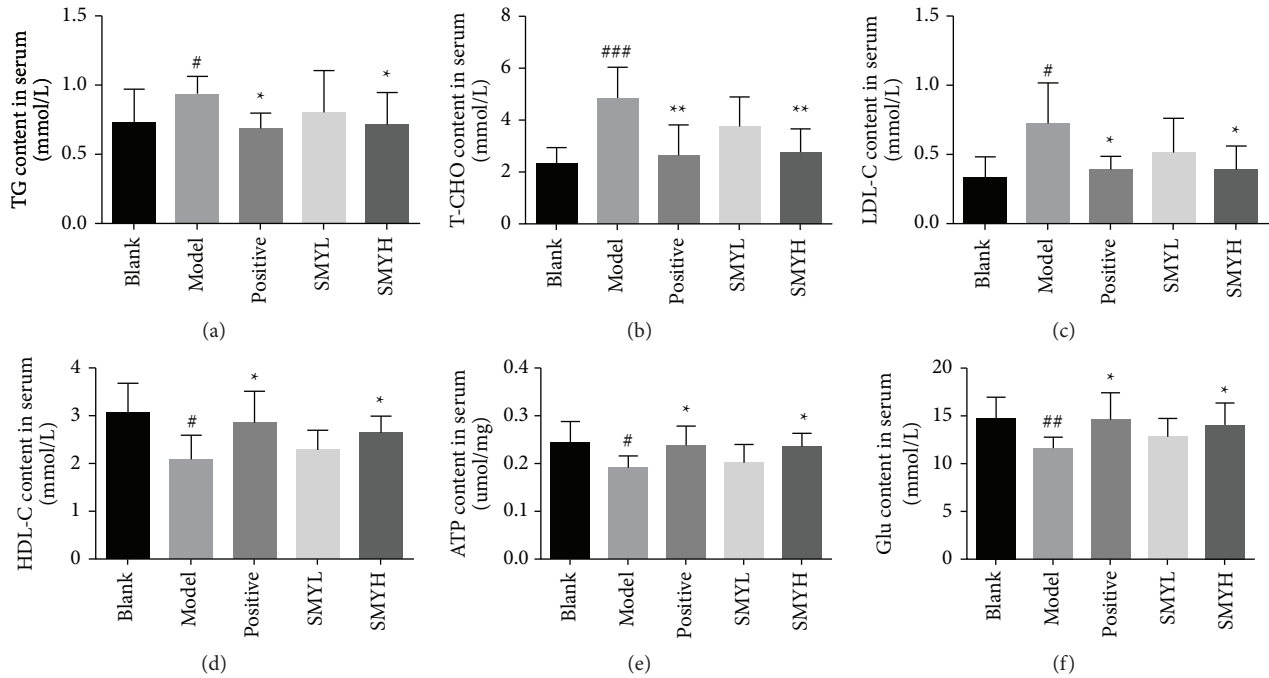 TG content in serum
(mmol/L)
1.5
1.0
0.5
0.0
#
*
*
Blank
Model
Positive
SMYL
SMYH
(a)
T-CHO content in serum
(mmol/L)
8
6
4
2
0
###
**
**
Blank
Model
Positive
SMYL
SMYH
(b)
LDL-C content in serum
(mmol/L)
1.5
1.0
0.5
0.0
#
*
*
Blank
Model
Positive
SMYL
SMYH
(c)
HDL-C content in serum
(mmol/L)
4
3
2
1
0
#
*
*
Blank
Model
Positive
SMYL
SMYH
(d)
ATP content in serum
(umol/mg)
0.4
0.3
0.2
0.1
0.0
#
*
*
Blank
Model
Positive
SMYL
SMYH
(e)
Glu content in serum
(mmol/L)
20
15
10
5
0
##
*
*
Blank
Model
Positive
SMYL
SMYH
(f)